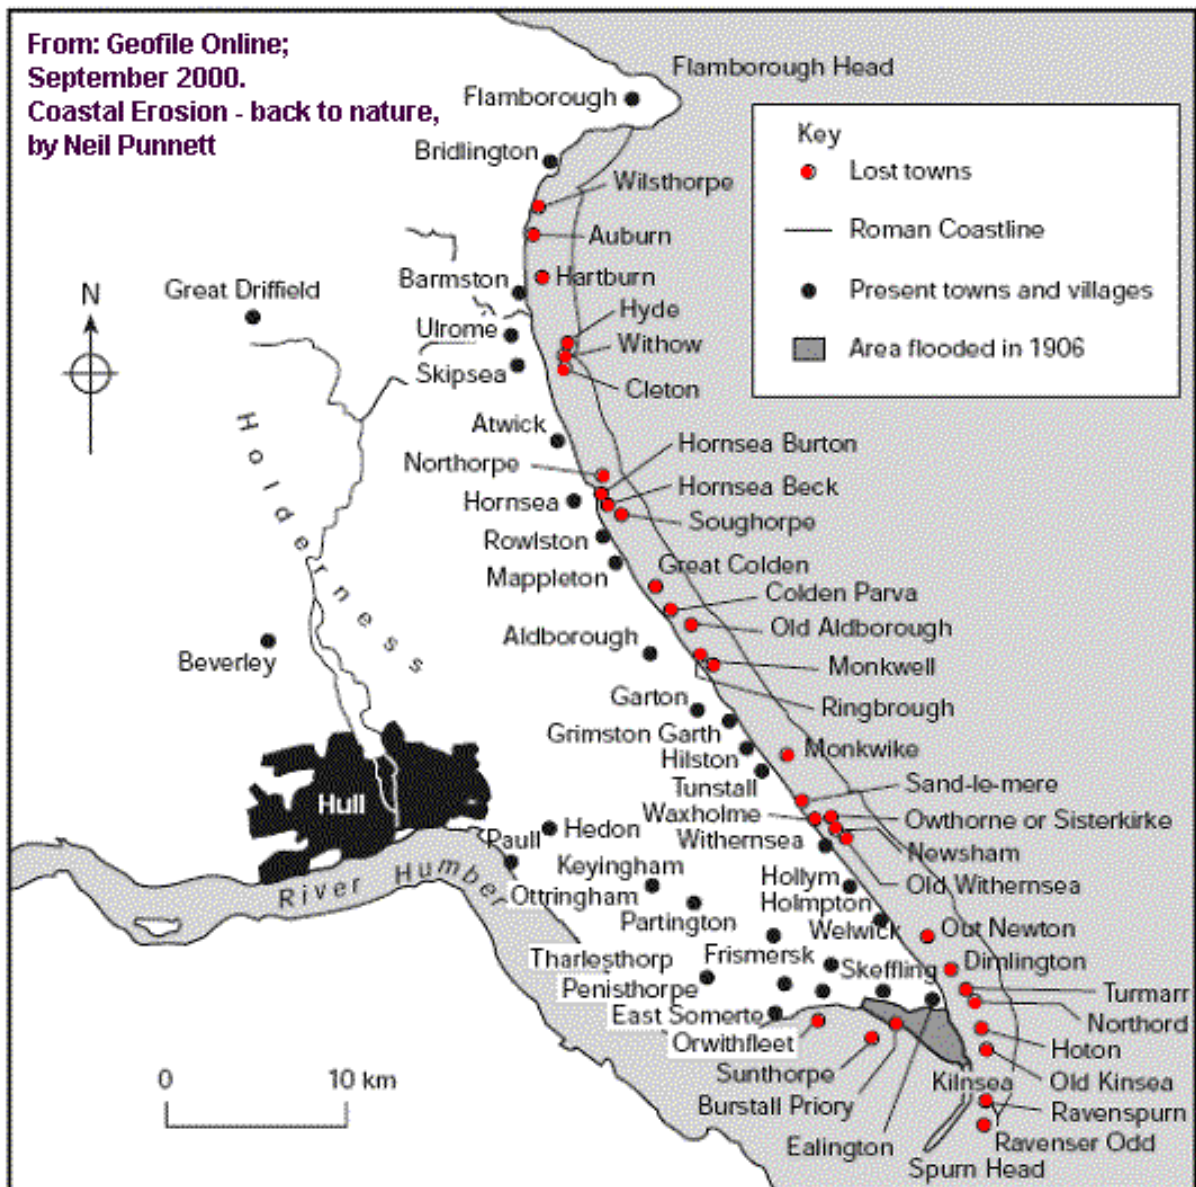 From: Geofile Online;
September 2000.
Coastal Erosion - back to nature,
by Neil Punnett
Flamborough Head
Flamborough
Bridlington
Key
Lost towns
Roman Coastline
Present towns and villages
Area flooded in 1906
Wilsthorpe
Auburn
Hartburn
Barmston
Great Driffield
N
Hyde
Ulrome
Withow
Skipsea
Cleton
Holderness
Atwick
Hornsea Burton
Northorpe
Hornsea Beck
Hornsea
Soughorpe
Rowlston
Mappleton
Great Colden
Colden Parva
Old Aldborough
Aldborough
Beverley
Monkwell
Garton
Ringbrough
Grimston Garth
Monkwike
Hilston
Tunstall
Sand-le-mere
Hull
Waxholme
Owthorne or Sisterkirke
Withernsea
Newsham
Paull
Hedon
Keyingham
Hollym
Old Withernsea
River Humber
Ottringham
Holmpton
Partington
Welwick
Out Newton
Tharlesthorp
Frismersk
Skeffling
Dimlington
Penisthorpe
Turmarr
East Somerte
Northord
Orwithfleet
Hoton
Sunthorpe
Kilnsea
Old Kinsea
0 10 km
Burstall Priory
Ravenspurn
Ealington
Ravenser Odd
Spurn Head